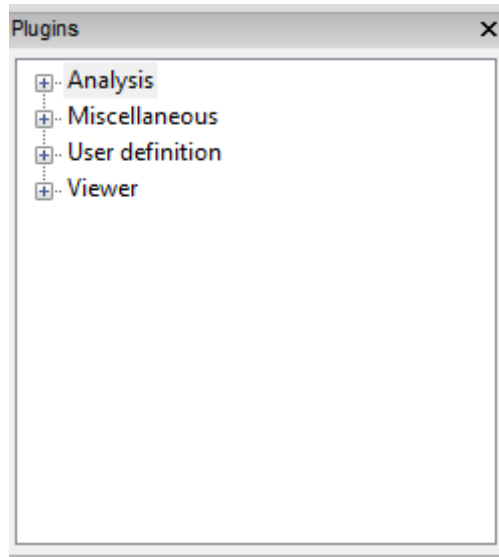 Plugins
Analysis
Miscellaneous
User definition
Viewer